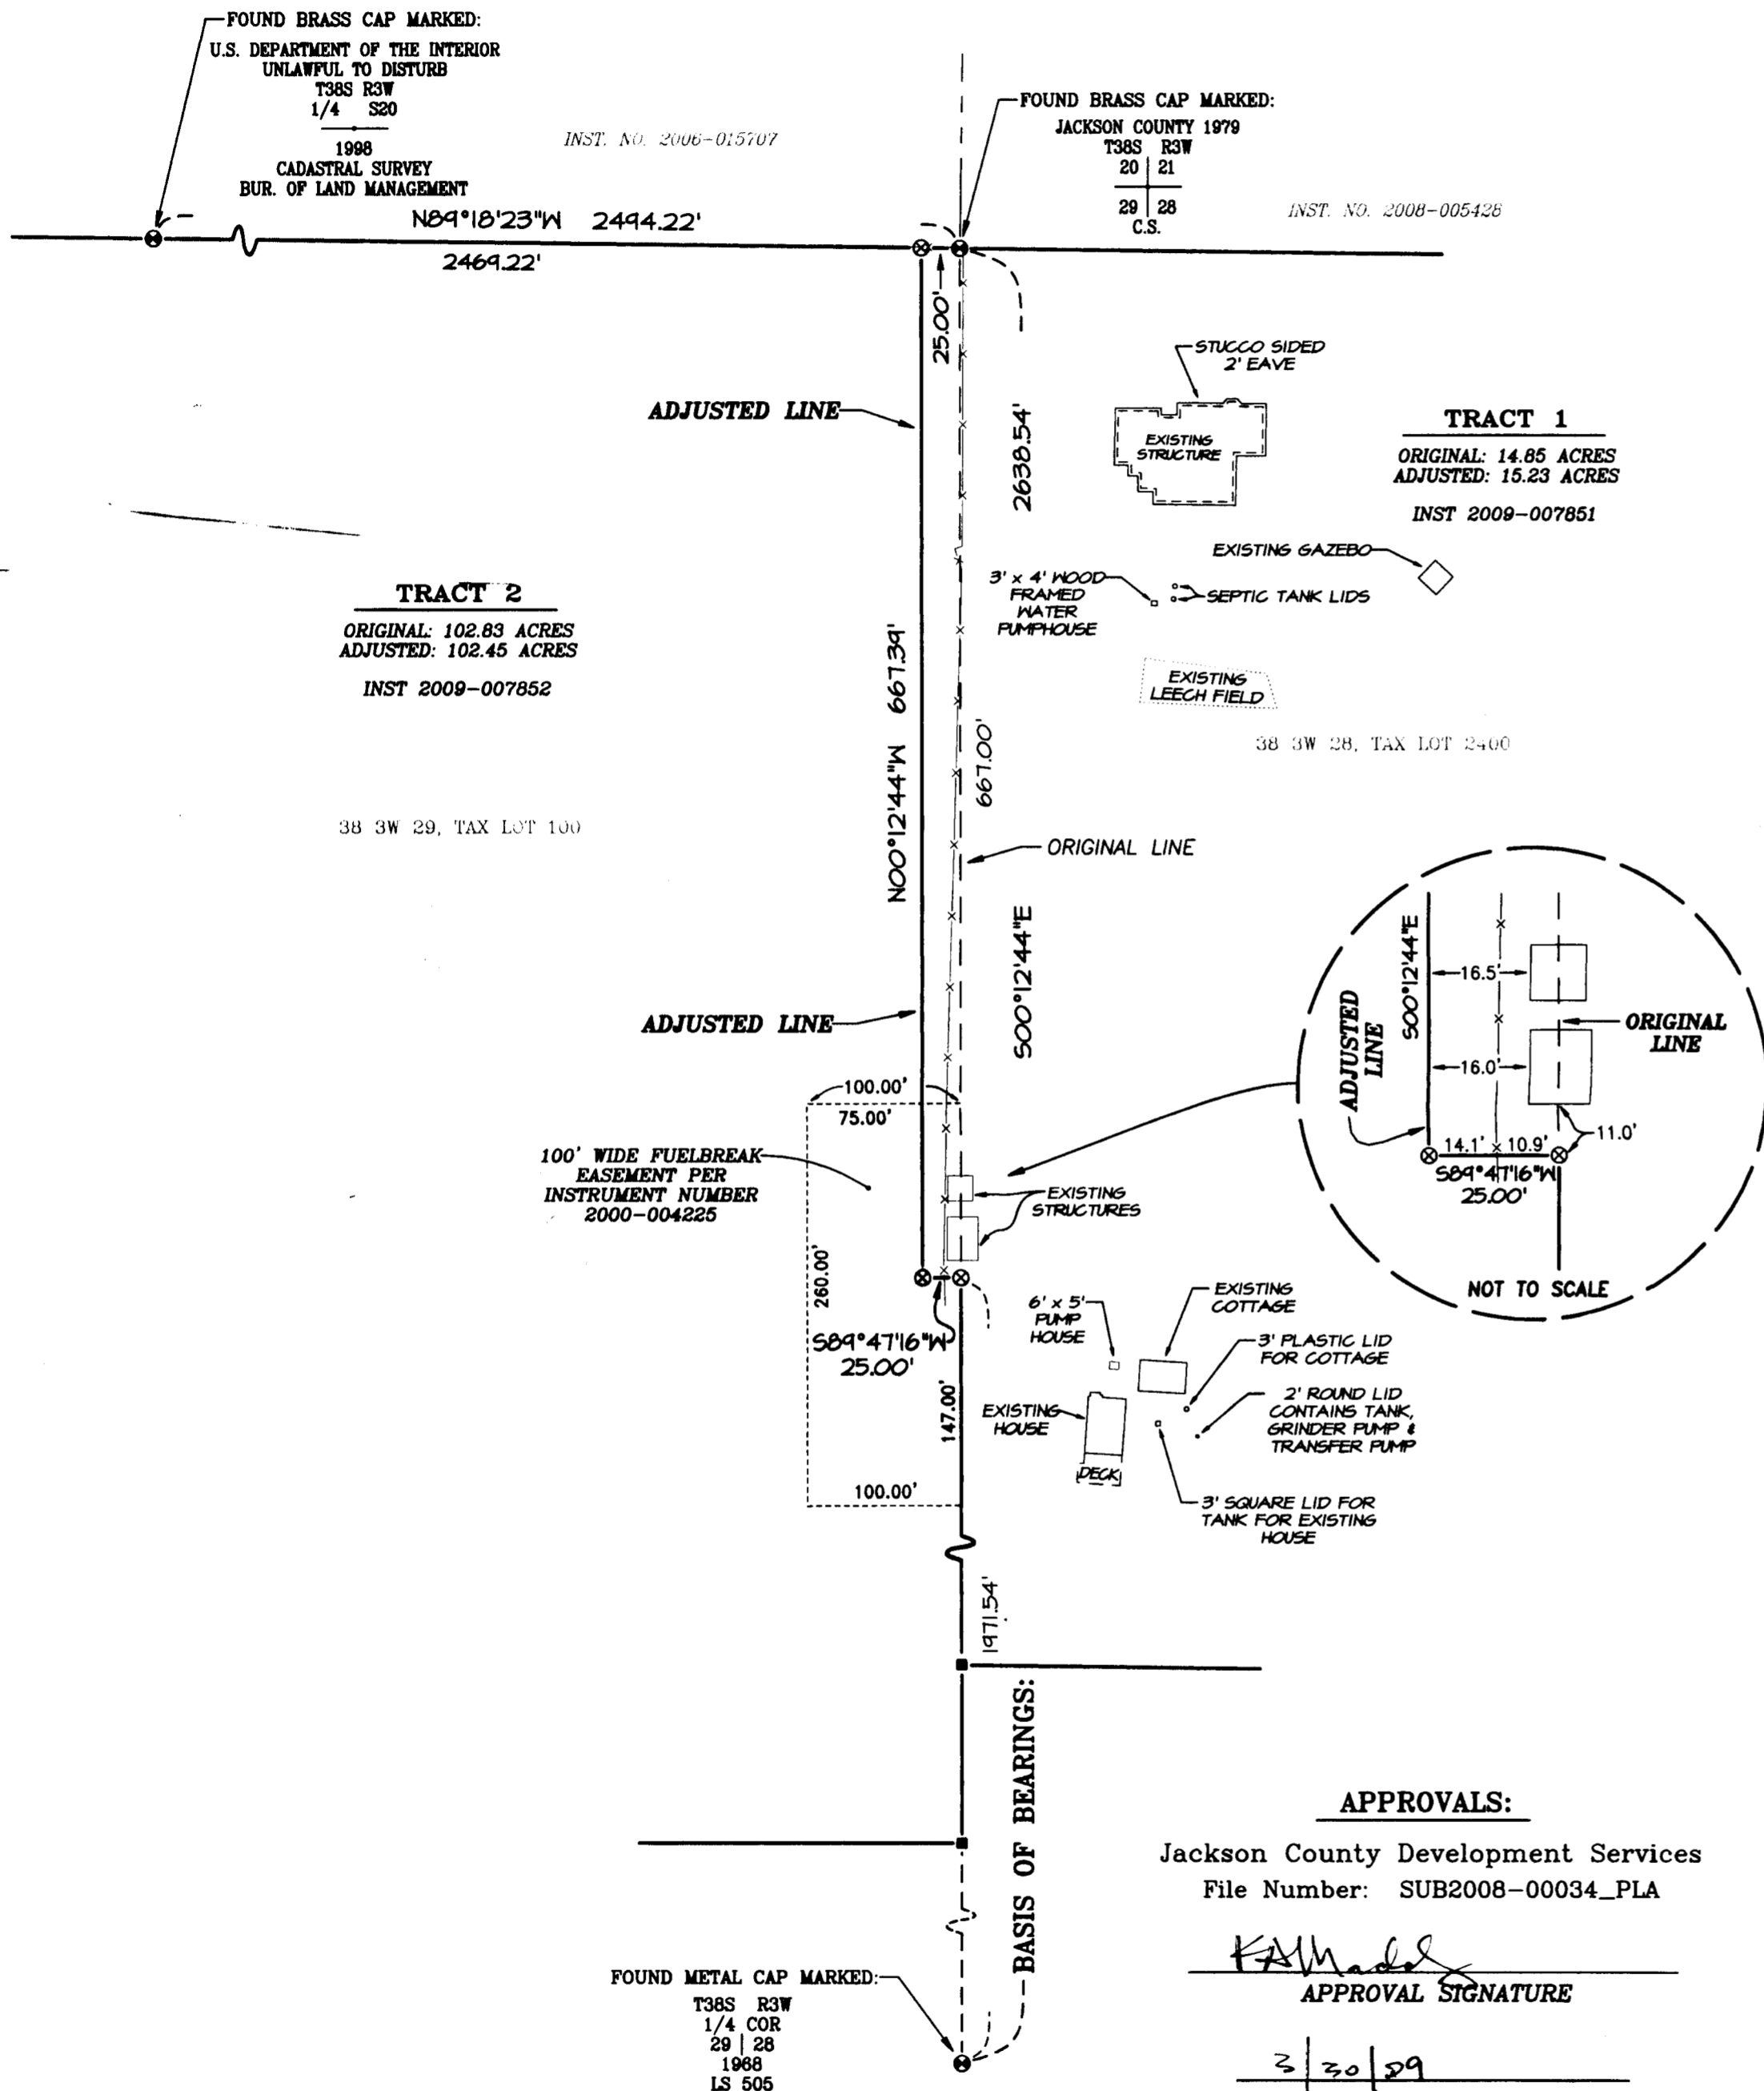 FOUND BRASS CAP MARKED:
U.S. DEPARTMENT OF THE INTERIOR
UNLAWFUL TO DISTURB
T38S R3W
1/4 S20
1998
CADASTRAL SURVEY
BUR. OF LAND MANAGEMENT
INST. NO. 2006-015707
FOUND BRASS CAP MARKED:
JACKSON COUNTY 1979
T38S R3W
20 | 21
29 | 28
C.S.
INST. NO. 2008-005428
N89°18'23"W 2494.22'
2469.22'
25.00'
2638.54'
ADJUSTED LINE
STUCCO SIDED
2' EAVE
EXISTING
STRUCTURE
TRACT 1
ORIGINAL: 14.85 ACRES
ADJUSTED: 15.23 ACRES
INST 2009-007851
EXISTING GAZEBO
3' x 4' WOOD
FRAMED
WATER
PUMPHOUSE
SEPTIC TANK LIDS
TRACT 2
ORIGINAL: 102.83 ACRES
ADJUSTED: 102.45 ACRES
INST 2009-007852
EXISTING
LEECH FIELD
N00°12'44"W 667.39'
667.00'
38 3W 28, TAX LOT 2400
38 3W 29, TAX LOT 100
ORIGINAL LINE
S00°12'44"E
ADJUSTED LINE
S00°12'44"E
16.5'
ADJUSTED
LINE
ORIGINAL
LINE
16.0'
14.1'
10.9'
11.0'
S89°47'16"W
25.00'
NOT TO SCALE
100.00'
75.00'
100' WIDE FUELBREAK
EASEMENT PER
INSTRUMENT NUMBER
2000-004225
EXISTING
STRUCTURES
260.00'
S89°47'16"W
25.00'
147.00'
100.00'
6' x 5'
PUMP
HOUSE
EXISTING
COTTAGE
3' PLASTIC LID
FOR COTTAGE
EXISTING
HOUSE
2' ROUND LID
CONTAINS TANK,
GRINDER PUMP &
TRANSFER PUMP
DECK
3' SQUARE LID FOR
TANK FOR EXISTING
HOUSE
1971.54'
BASIS OF BEARINGS:
APPROVALS:
Jackson County Development Services
File Number: SUB2008-00034_PLA
APPROVAL SIGNATURE
3/30/09
FOUND METAL CAP MARKED:
T38S R3W
1/4 COR
29 | 28
1968
LS 505